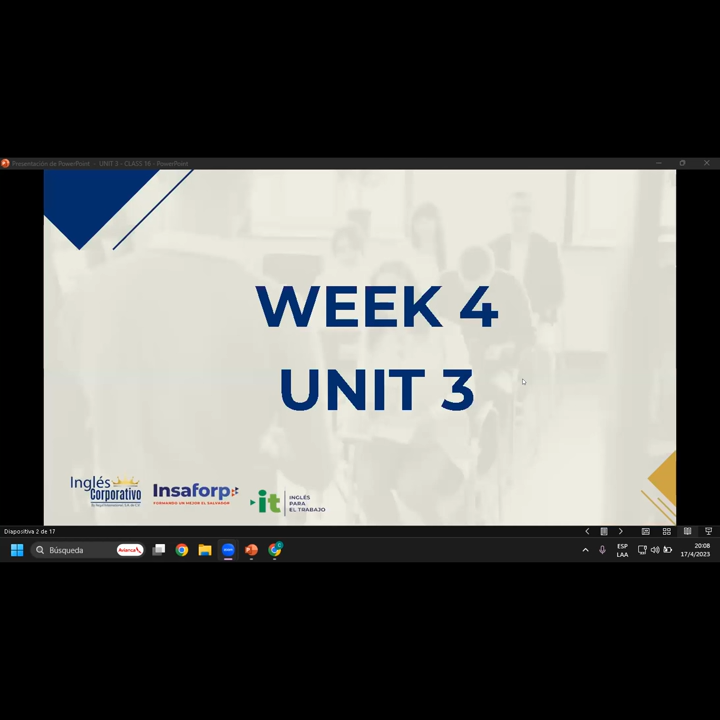 Presentación de PowerPoint - UNIT 3 - CLASS 16 - PowerPoint
WEEK 4
UNIT 3
Inglés
Corporativo
Insaforp
FORMANDO UN MEJOR EL SALVADOR
it
INGLÉS
PARA
EL TRABAJO
Diapositiva 2 de 17
Búsqueda
ESP
LAA
20:08
17/4/2023